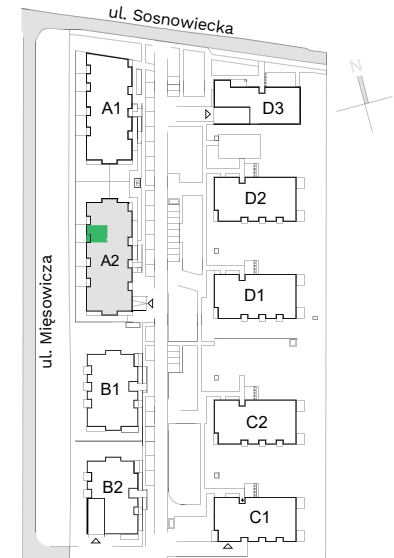 ul. Sosnowiecka
N
A1
D3
D2
A2
ul. Mięsowicza
D1
B1
C2
B2
C1